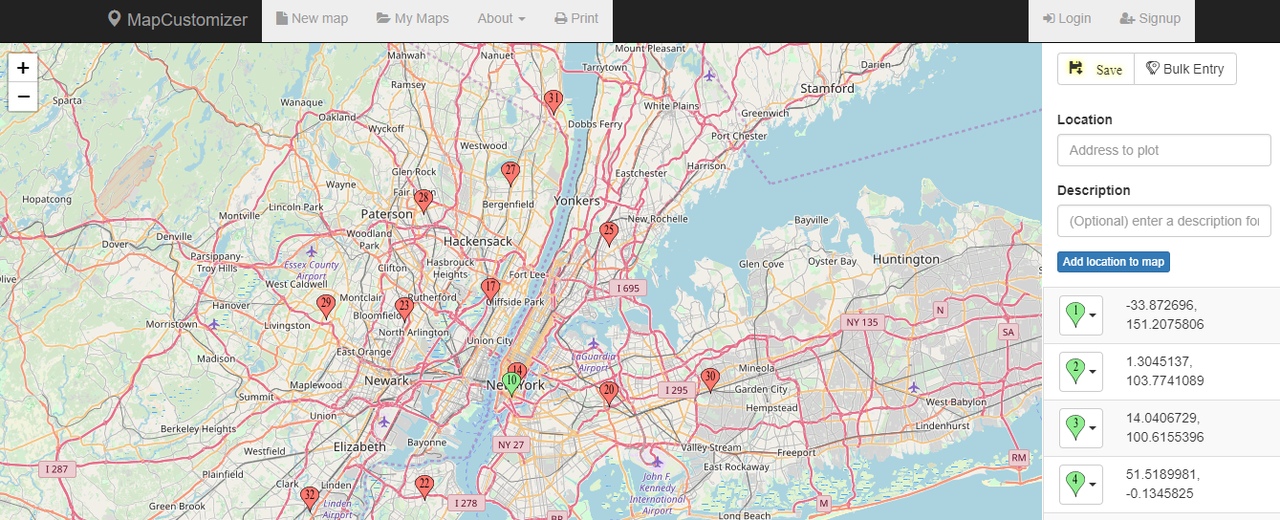 MapCustomizer
New map
My Maps
About
Print
Login
Signup
+
−
Mahwah
Nanuet
Mount Pleasant
Tarrytown
Darien
Stamford
Sparta
Ramsey
Wanaque
White Plains
Greenwich
Oakland
31
Dobbs Ferry
Wyckoff
Port Chester
Westwood
Harrison
Glen Rock
27
Eastchester
Wayne
Hopatcong
28
Bergenfield
Yonkers
Lincoln Park
Paterson
Montville
New Rochelle
Bayville
Denville
Woodland
Park
25
Dover
Hackensack
Parsippany-
Troy Hills
Essex County
Airport
Clifton
Hasbrouck
Heights
Fort Lee
Glen Cove
Oyster Bay
Huntington
West Caldwell
17
I 695
Hanover
29
Montclair
Rutherford
Cliffside Park
23
Bloomfield
N
Morristown
Livingston
North Arlington
NY 135
SA
Union City
East Orange
LaGuardia
Airport
Madison
14
10
New York
Mineola
30
Maplewood
Newark
20
I 295
Garden City
Summit
West Babylon
Hempstead
Union
Berkeley Heights
Lindenhurst
Bayonne
Elizabeth
NY 27
Valley Stream
Freeport
Westfield
RM
I 287
East Rockaway
Plainfield
Clark
Linden
22
John F.
Kennedy
International
Airport
32
Linden
Airport
I 278
M
Green Brook
BP
Long Beach
Save
Bulk Entry
Location
Address to plot
Description
(Optional) enter a description for
Add location to map
1
-33.872696,
151.2075806
2
1.3045137,
103.7741089
3
14.0406729,
100.6155396
4
51.5189981,
-0.1345825